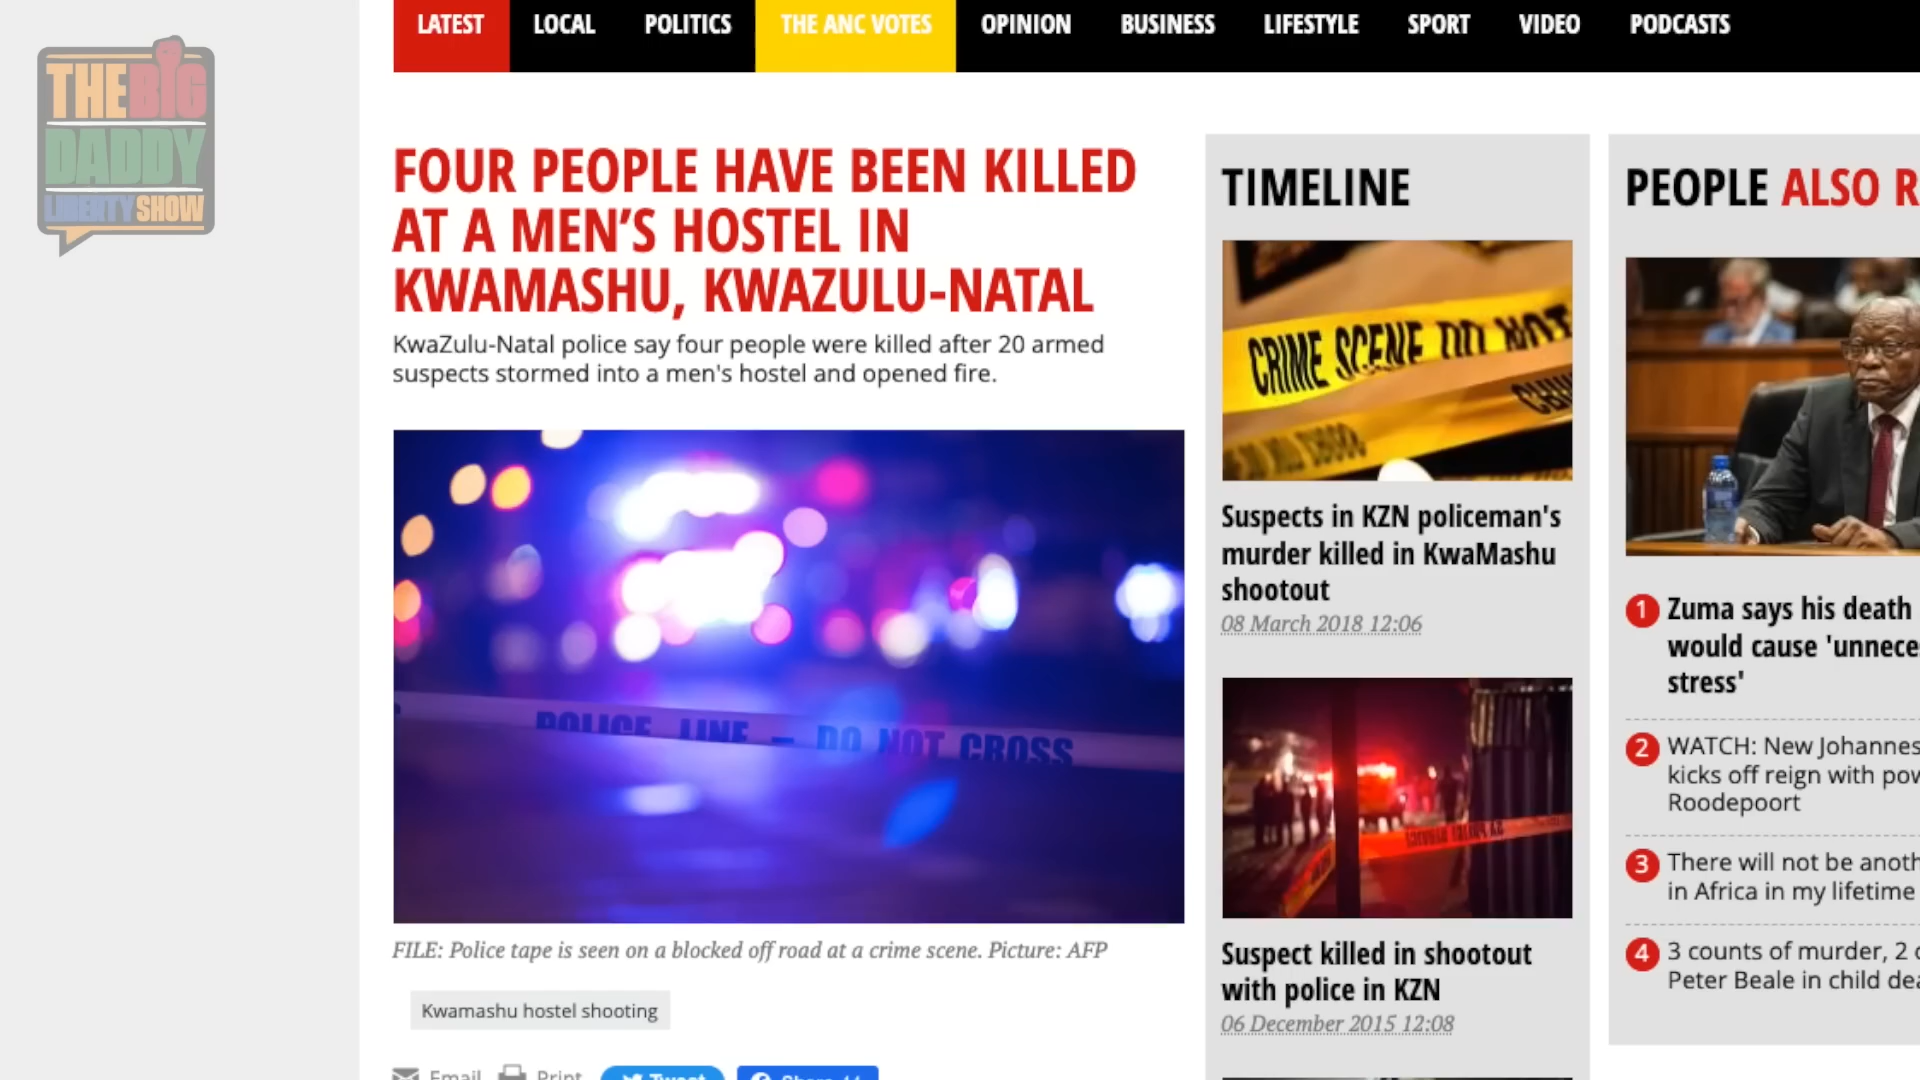 LATEST LOCAL POLITICS THE ANC VOTES OPINION BUSINESS LIFESTYLE SPORT VIDEO PODCASTS
THE BIG
DADDY
LIBERTY SHOW
FOUR PEOPLE HAVE BEEN KILLED
AT A MEN'S HOSTEL IN
KWAMASHU, KWAZULU-NATAL
KwaZulu-Natal police say four people were killed after 20 armed
suspects stormed into a men's hostel and opened fire.
POLICE LINE - DO NOT CROSS
FILE: Police tape is seen on a blocked off road at a crime scene. Picture: AFP
Kwamashu hostel shooting
Email Print Tweet Share
TIMELINE
CRIME SCENE DO NOT
Suspects in KZN policeman's
murder killed in KwaMashu
shootout
08 March 2018 12:06
Suspect killed in shootout
with police in KZN
06 December 2015 12:08
PEOPLE ALSO R
1 Zuma says his death
would cause 'unnece
stress'
2 WATCH: New Johannes
kicks off reign with pow
Roodepoort
3 There will not be anoth
in Africa in my lifetime
4 3 counts of murder, 2 c
Peter Beale in child dea